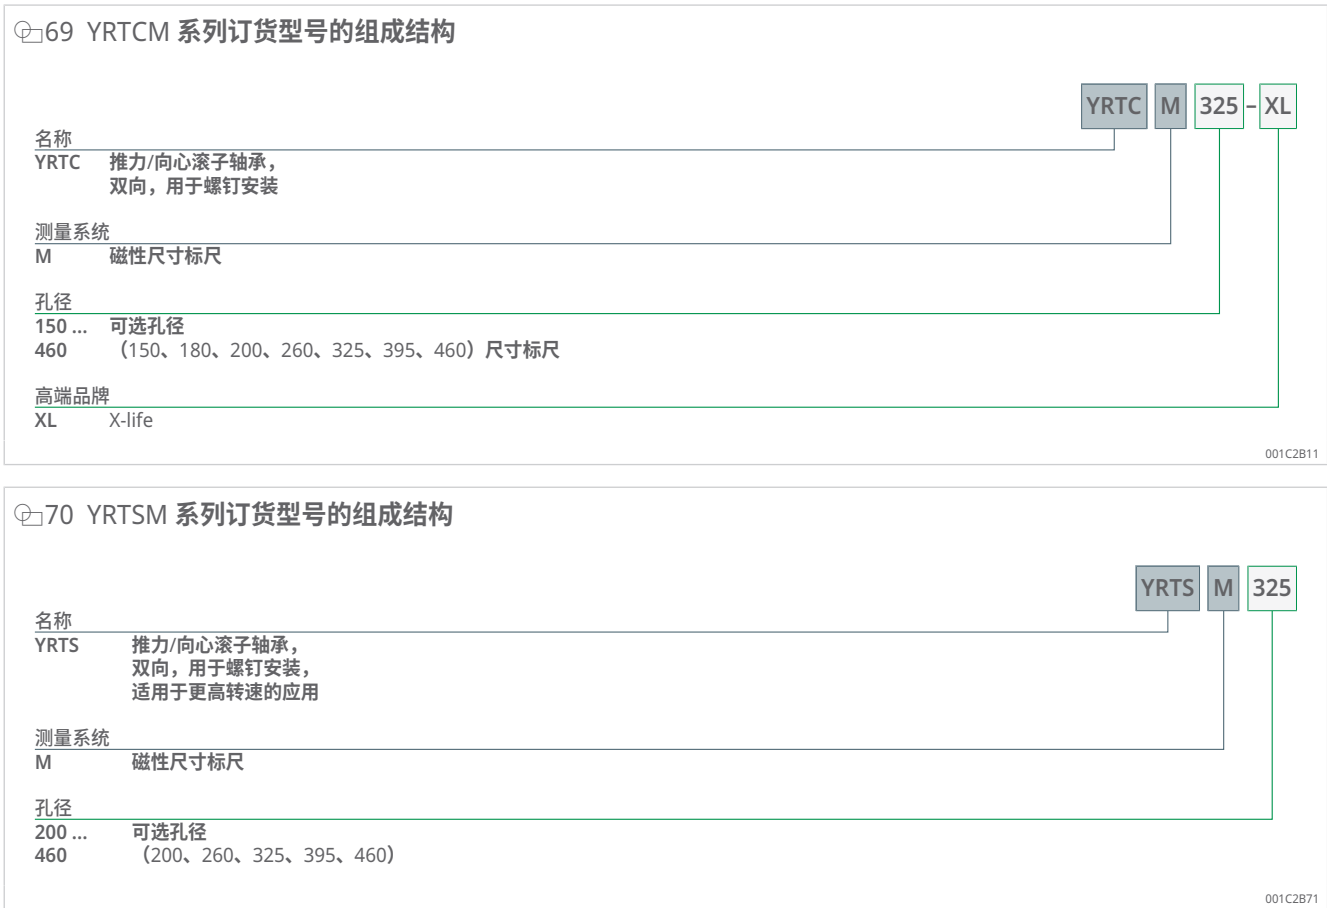 69 YRTCM 系列订货型号的组成结构
YRTC M 325 – XL
名称
YRTC 推力/向心滚子轴承，
双向，用于螺钉安装
测量系统
M 磁性尺寸标尺
孔径
150 ... 可选孔径
460 （150、180、200、260、325、395、460）尺寸标尺
高端品牌
XL X-life
001C2B11
70 YRTSM 系列订货型号的组成结构
YRTS M 325
名称
YRTS 推力/向心滚子轴承，
双向，用于螺钉安装，
适用于更高转速的应用
测量系统
M 磁性尺寸标尺
孔径
200 ... 可选孔径
460 （200、260、325、395、460）
001C2B71